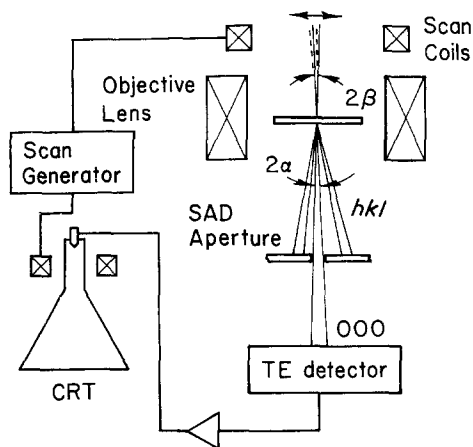 Scan
Coils
Objective
Lens
2β
Scan
Generator
2α
hkl
SAD
Aperture
000
TE detector
CRT